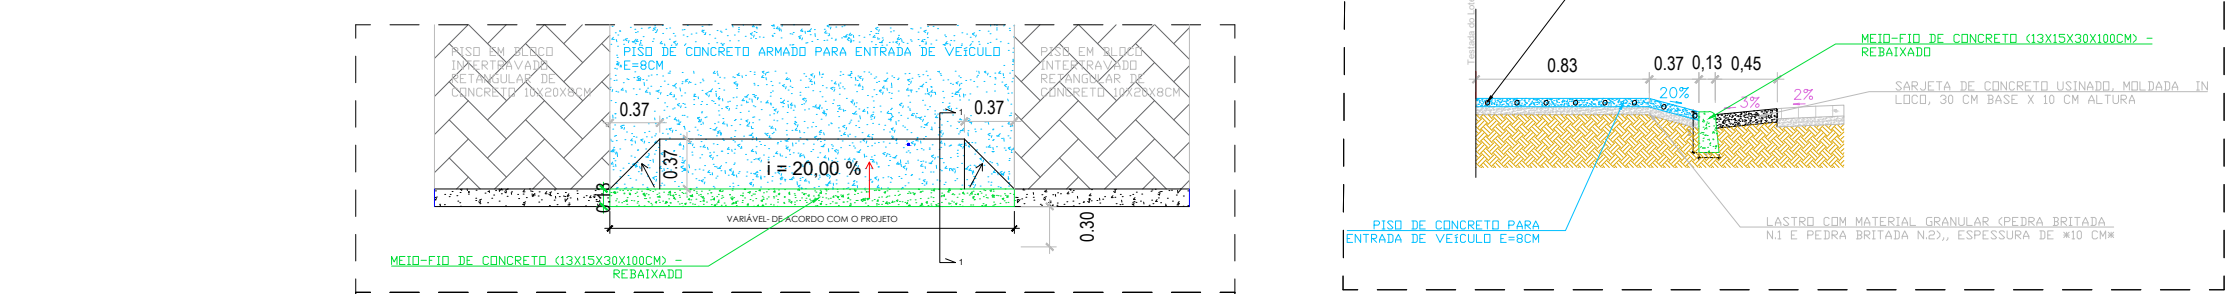 PISO EM BLOCO
INTERTRAVADO
RETANGULAR DE
CONCRETO 10X20X8CM
PISO DE CONCRETO ARMADO PARA ENTRADA DE VEÍCULO
E=8CM
PISO EM BLOCO
INTERTRAVADO
RETANGULAR DE
CONCRETO 10X20X8CM
0.37
0.37
1
0.37
i = 20,00 %
0.13
VARIÁVEL- DE ACORDO COM O PROJETO
0.30
MEIO-FIO DE CONCRETO (13X15X30X100CM) -
REBAIXADO
1
Testada do Lote
MEIO-FIO DE CONCRETO (13X15X30X100CM) -
REBAIXADO
0.83
0.37
0,13
0,45
SARJETA DE CONCRETO USINADO, MOLDADA IN
LOCO, 30 CM BASE X 10 CM ALTURA
20%
3%
2%
PISO DE CONCRETO PARA
ENTRADA DE VEÍCULO E=8CM
LASTRO COM MATERIAL GRANULAR (PEDRA BRITADA
N.1 E PEDRA BRITADA N.2),, ESPESSURA DE *10 CM*